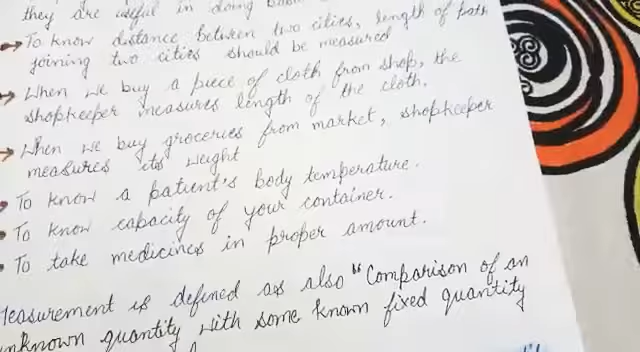 they are useful in doing
→ To know distance between two cities, length of path
joining two cities should be measured
→ When we buy a piece of cloth from shop, the
shopkeeper measures length of the cloth.
→ When we buy groceries from market, shopkeeper
measures its weight
• To know a patient's body temperature.
• To know capacity of your container.
• To take medicines in proper amount.
Measurement is defined as also "Comparison of an
unknown quantity with some known fixed quantity